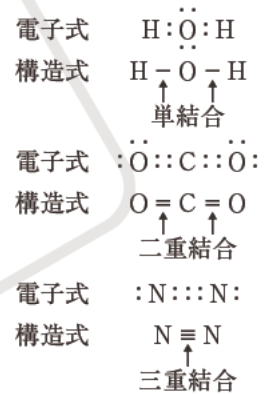 電子式 H:Ö̤:H
構造式 H－O－H
単結合
電子式 :Ö::C::Ö:
構造式 O＝C＝O
二重結合
電子式 :N:::N:
構造式 N≡N
三重結合